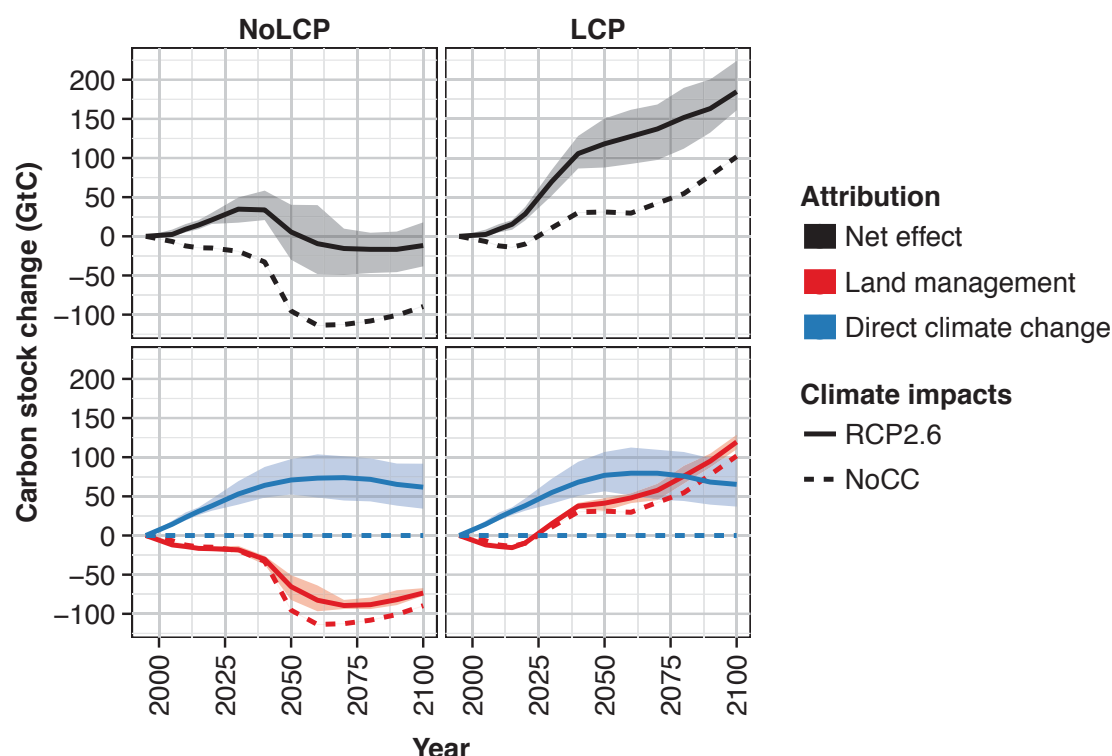 NoLCP
LCP
200
150
100
50
0
−50
−100
200
150
100
50
0
−50
−100
Carbon stock change (GtC)
2000
2025
2050
2075
2100
2000
2025
2050
2075
2100
Year
Attribution
Net effect
Land management
Direct climate change
Climate impacts
RCP2.6
NoCC